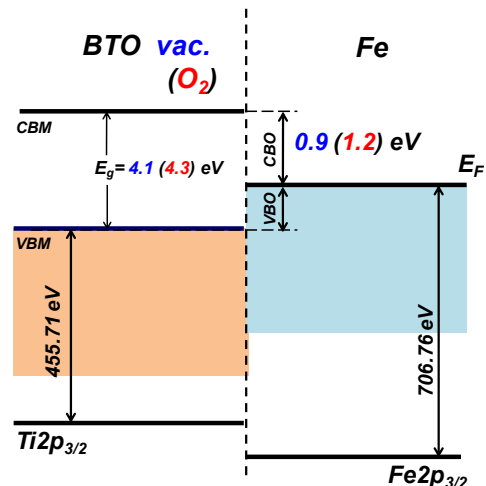 BTO vac. Fe
(O2)
CBM
CBO
0.9 (1.2) eV
Eg= 4.1 (4.3) eV
EF
VBO
VBM
455.71 eV
706.76 eV
Ti2p3/2
Fe2p3/2